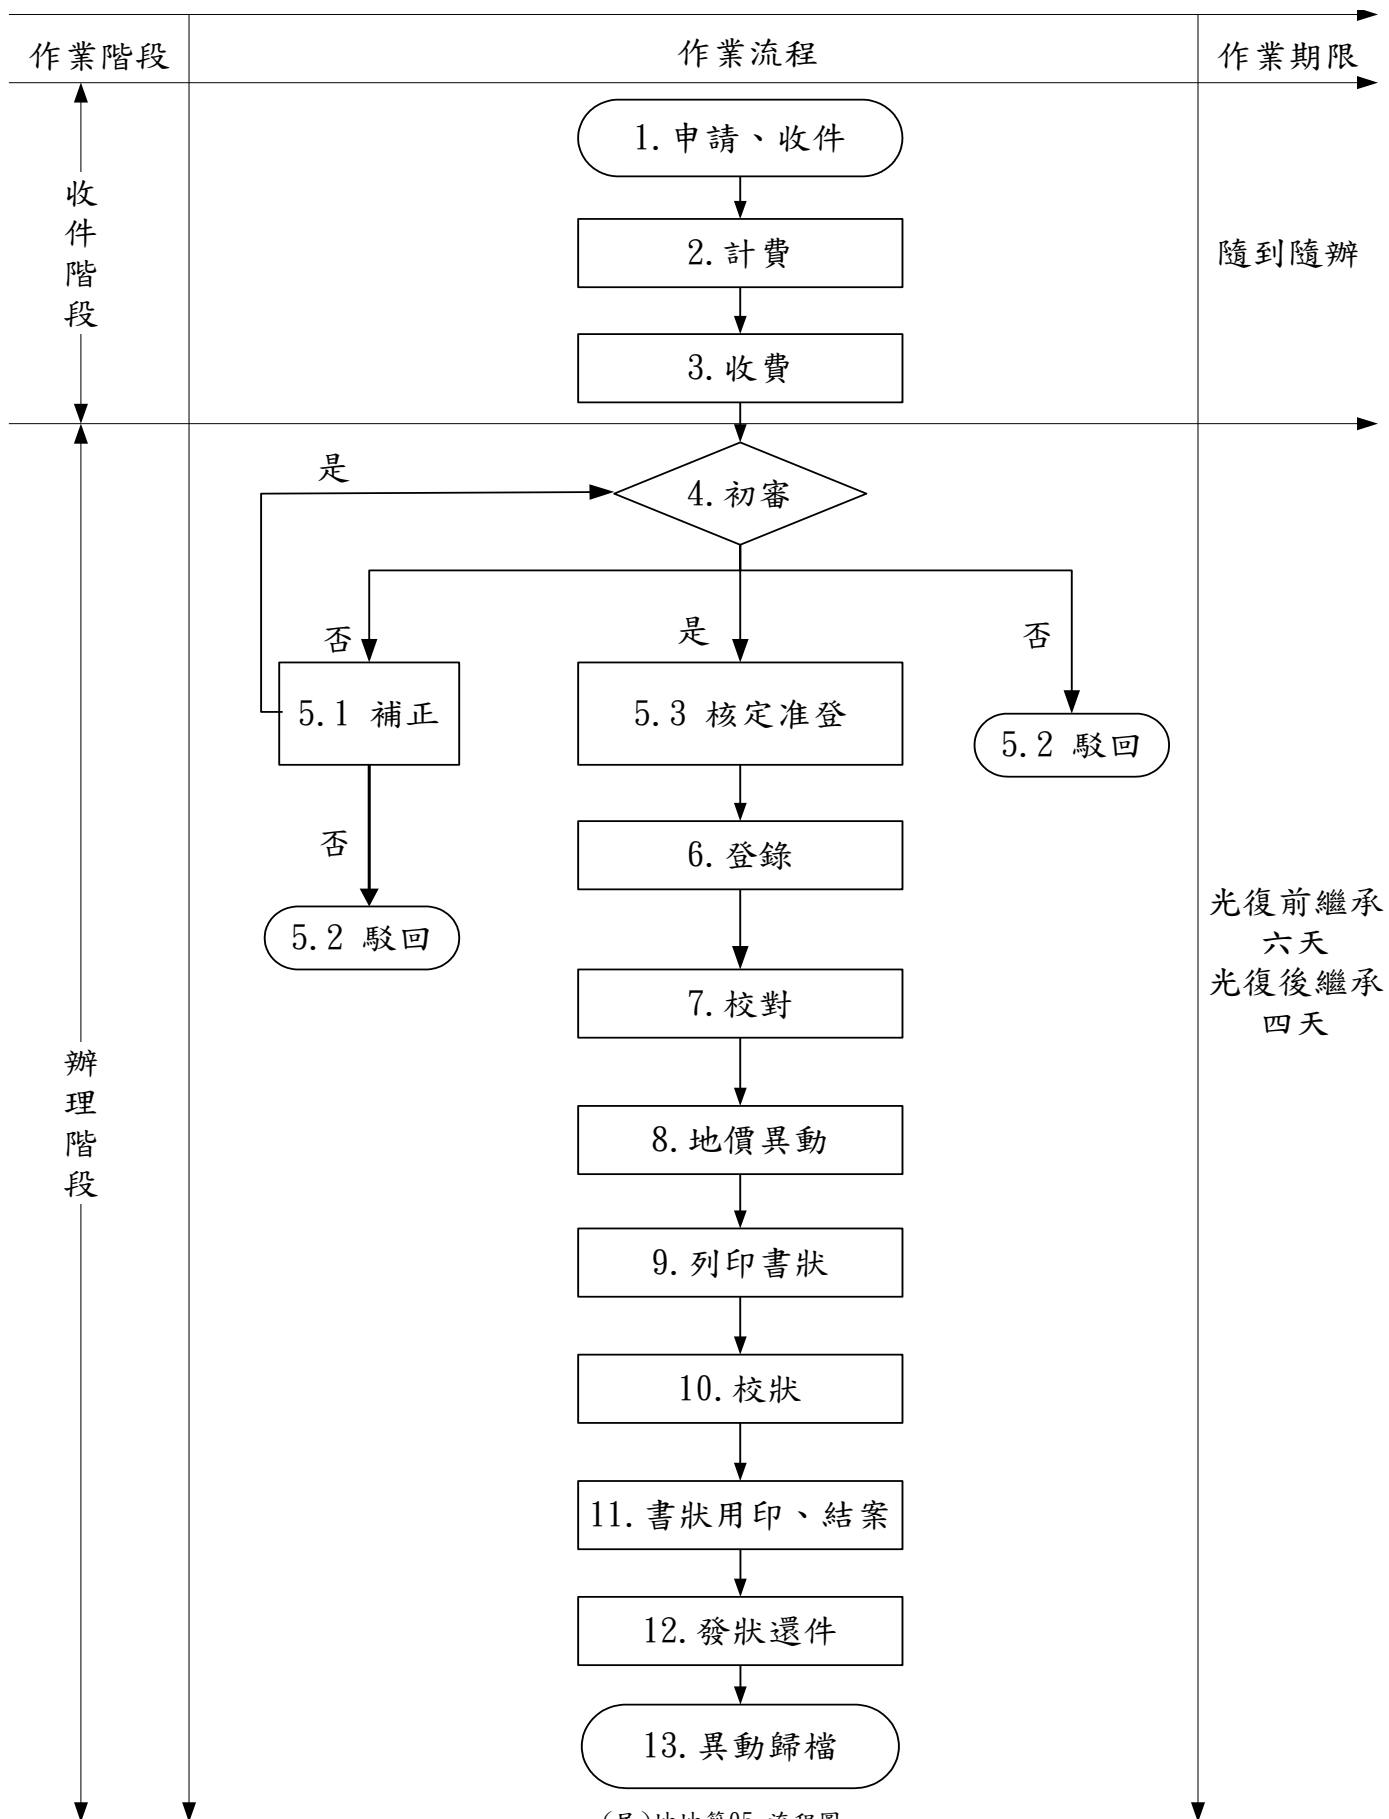 作業階段
作業流程
作業期限
收件階段
1.申請、收件
2.計費
隨到隨辦
3.收費
是
4.初審
否
是
否
5.1 補正
5.3 核定准登
5.2 駁回
否
6.登錄
5.2 駁回
光復前繼承
六天
光復後繼承
四天
7.校對
辦理階段
8.地價異動
9.列印書狀
10.校狀
11.書狀用印、結案
12.發狀還件
13.異動歸檔